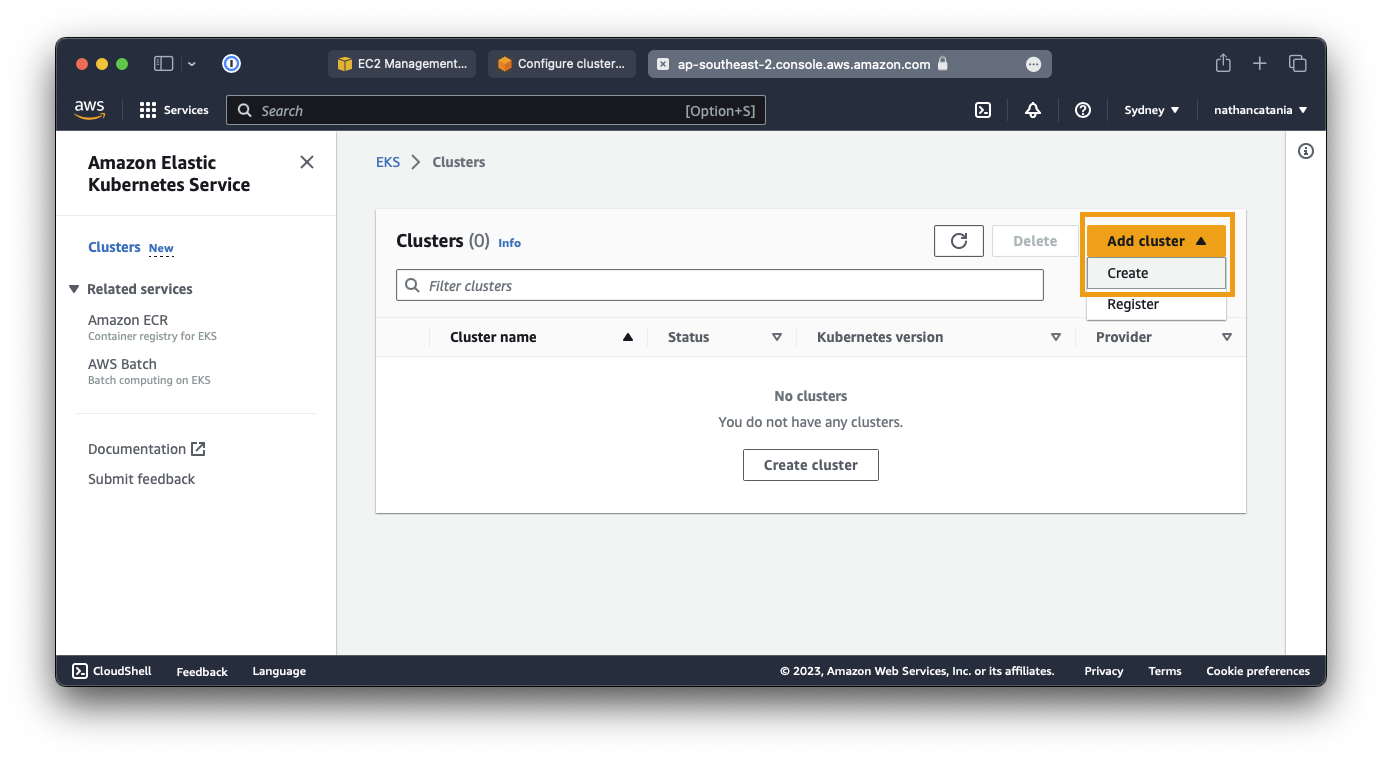 EC2 Management...
Configure cluster...
ap-southeast-2.console.aws.amazon.com
aws
Services
Search
[Option+S]
Sydney
nathancatania
Amazon Elastic
Kubernetes Service
Clusters New
Related services
Amazon ECR
Container registry for EKS
AWS Batch
Batch computing on EKS
Documentation
Submit feedback
EKS
Clusters
Clusters (0) Info
Delete
Add cluster
Create
Register
Filter clusters
Cluster name
Status
Kubernetes version
Provider
No clusters
You do not have any clusters.
Create cluster
CloudShell
Feedback
Language
© 2023, Amazon Web Services, Inc. or its affiliates.
Privacy
Terms
Cookie preferences